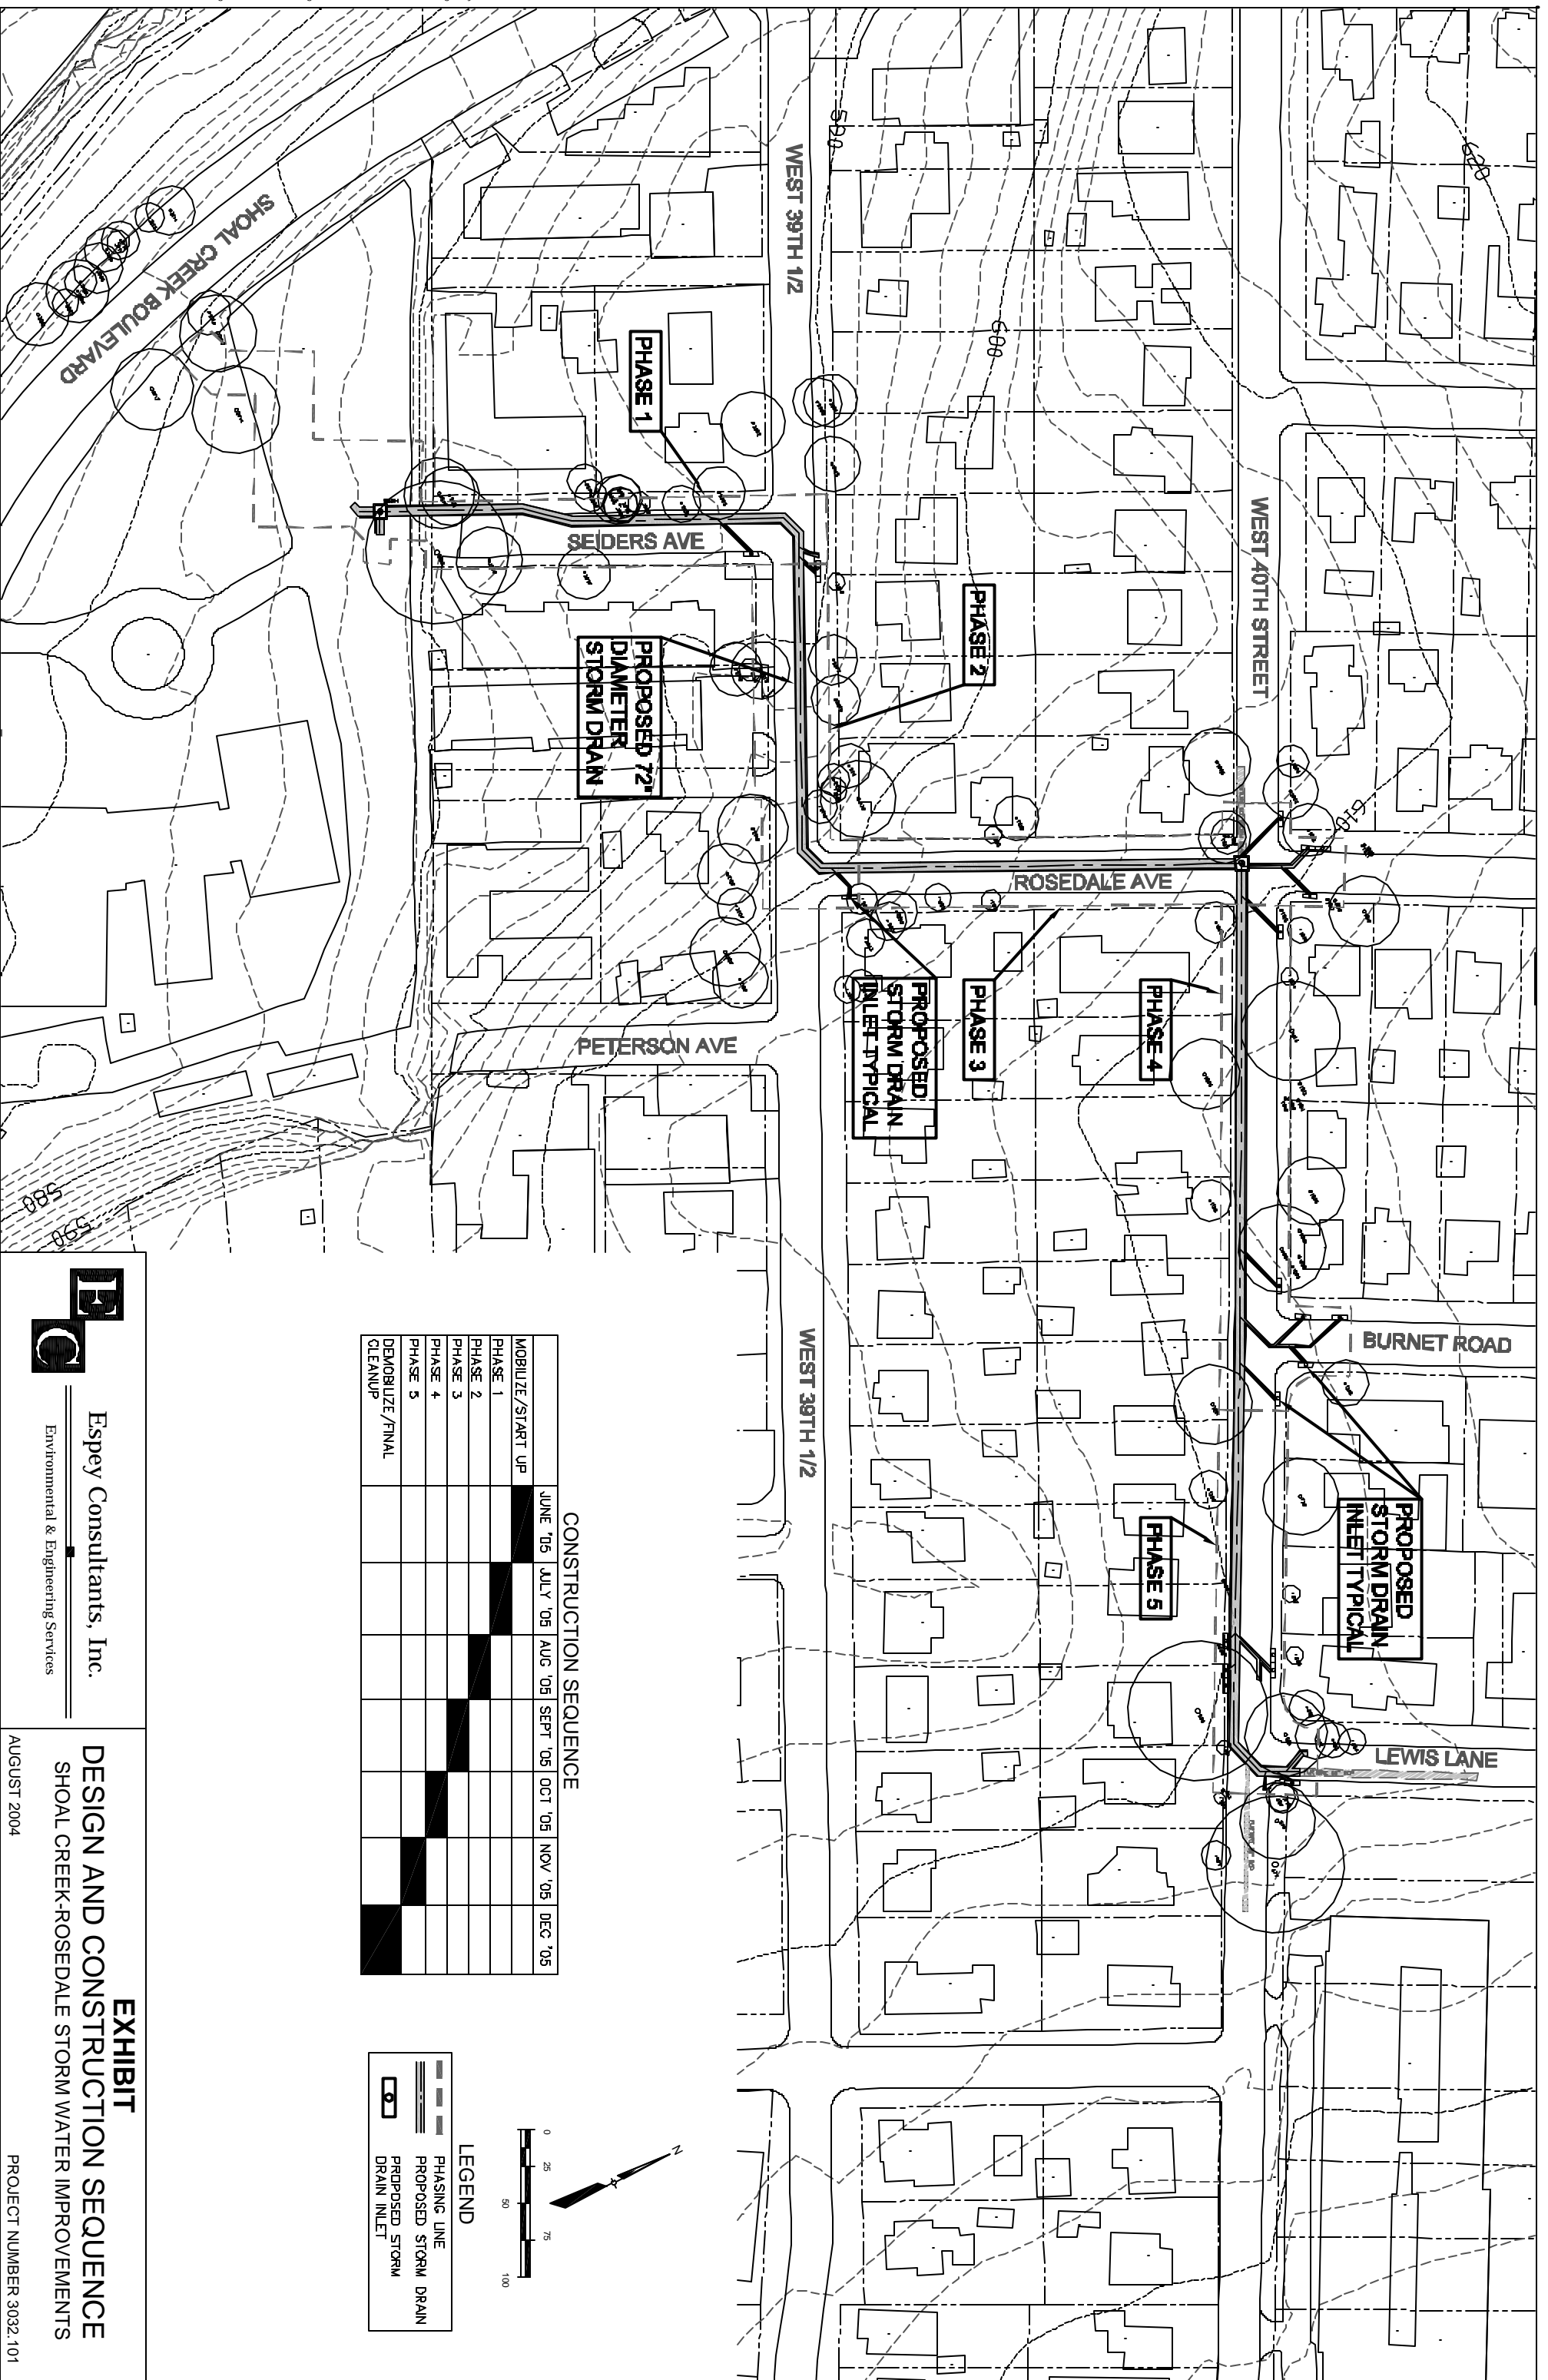 WEST 39TH 1/2
590
620
SHOAL CREEK BOULEVARD
600
PHASE 1
WEST 40TH STREET
SEIDERS AVE
PHASE 2
PROPOSED 72"
DIAMETER
STORM DRAIN
610
ROSEDALE AVE
PROPOSED
STORM DRAIN
INLET TYPICAL
PHASE 3
PHASE 4
PETERSON AVE
580
590
BURNET ROAD
WEST 39TH 1/2
PROPOSED
STORM DRAIN
INLET TYPICAL
PHASE 5
LEWIS LANE
CONSTRUCTION SEQUENCE
JUNE '05 JULY '05 AUG '05 SEPT '05 OCT '05 NOV '05 DEC '05
MOBILIZE/START UP
PHASE 1
PHASE 2
PHASE 3
PHASE 4
PHASE 5
DEMOBILIZE/FINAL
CLEANUP
N
0 25 50 75 100
LEGEND
PHASING LINE
PROPOSED STORM DRAIN
PROPOSED STORM
DRAIN INLET
EC
Espey Consultants, Inc.
Environmental & Engineering Services
EXHIBIT
DESIGN AND CONSTRUCTION SEQUENCE
SHOAL CREEK-ROSEDALE STORM WATER IMPROVEMENTS
AUGUST 2004
PROJECT NUMBER 3032.101